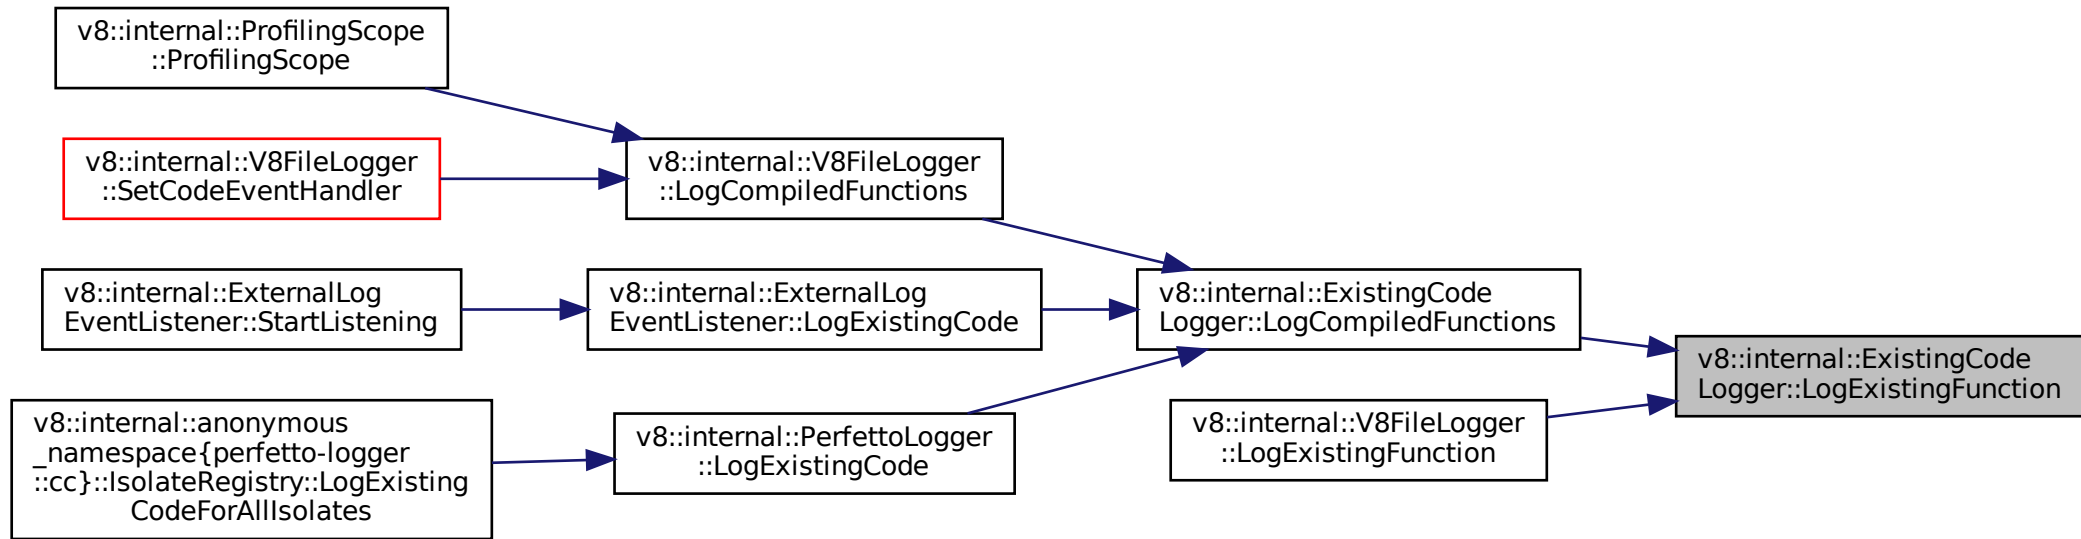 v8::internal::ProfilingScope
::ProfilingScope
v8::internal::V8FileLogger
::SetCodeEventHandler
v8::internal::V8FileLogger
::LogCompiledFunctions
v8::internal::ExternalLog
EventListener::StartListening
v8::internal::ExternalLog
EventListener::LogExistingCode
v8::internal::ExistingCode
Logger::LogCompiledFunctions
v8::internal::ExistingCode
Logger::LogExistingFunction
v8::internal::anonymous
_namespace{perfetto-logger
::cc}::IsolateRegistry::LogExisting
CodeForAllIsolates
v8::internal::PerfettoLogger
::LogExistingCode
v8::internal::V8FileLogger
::LogExistingFunction